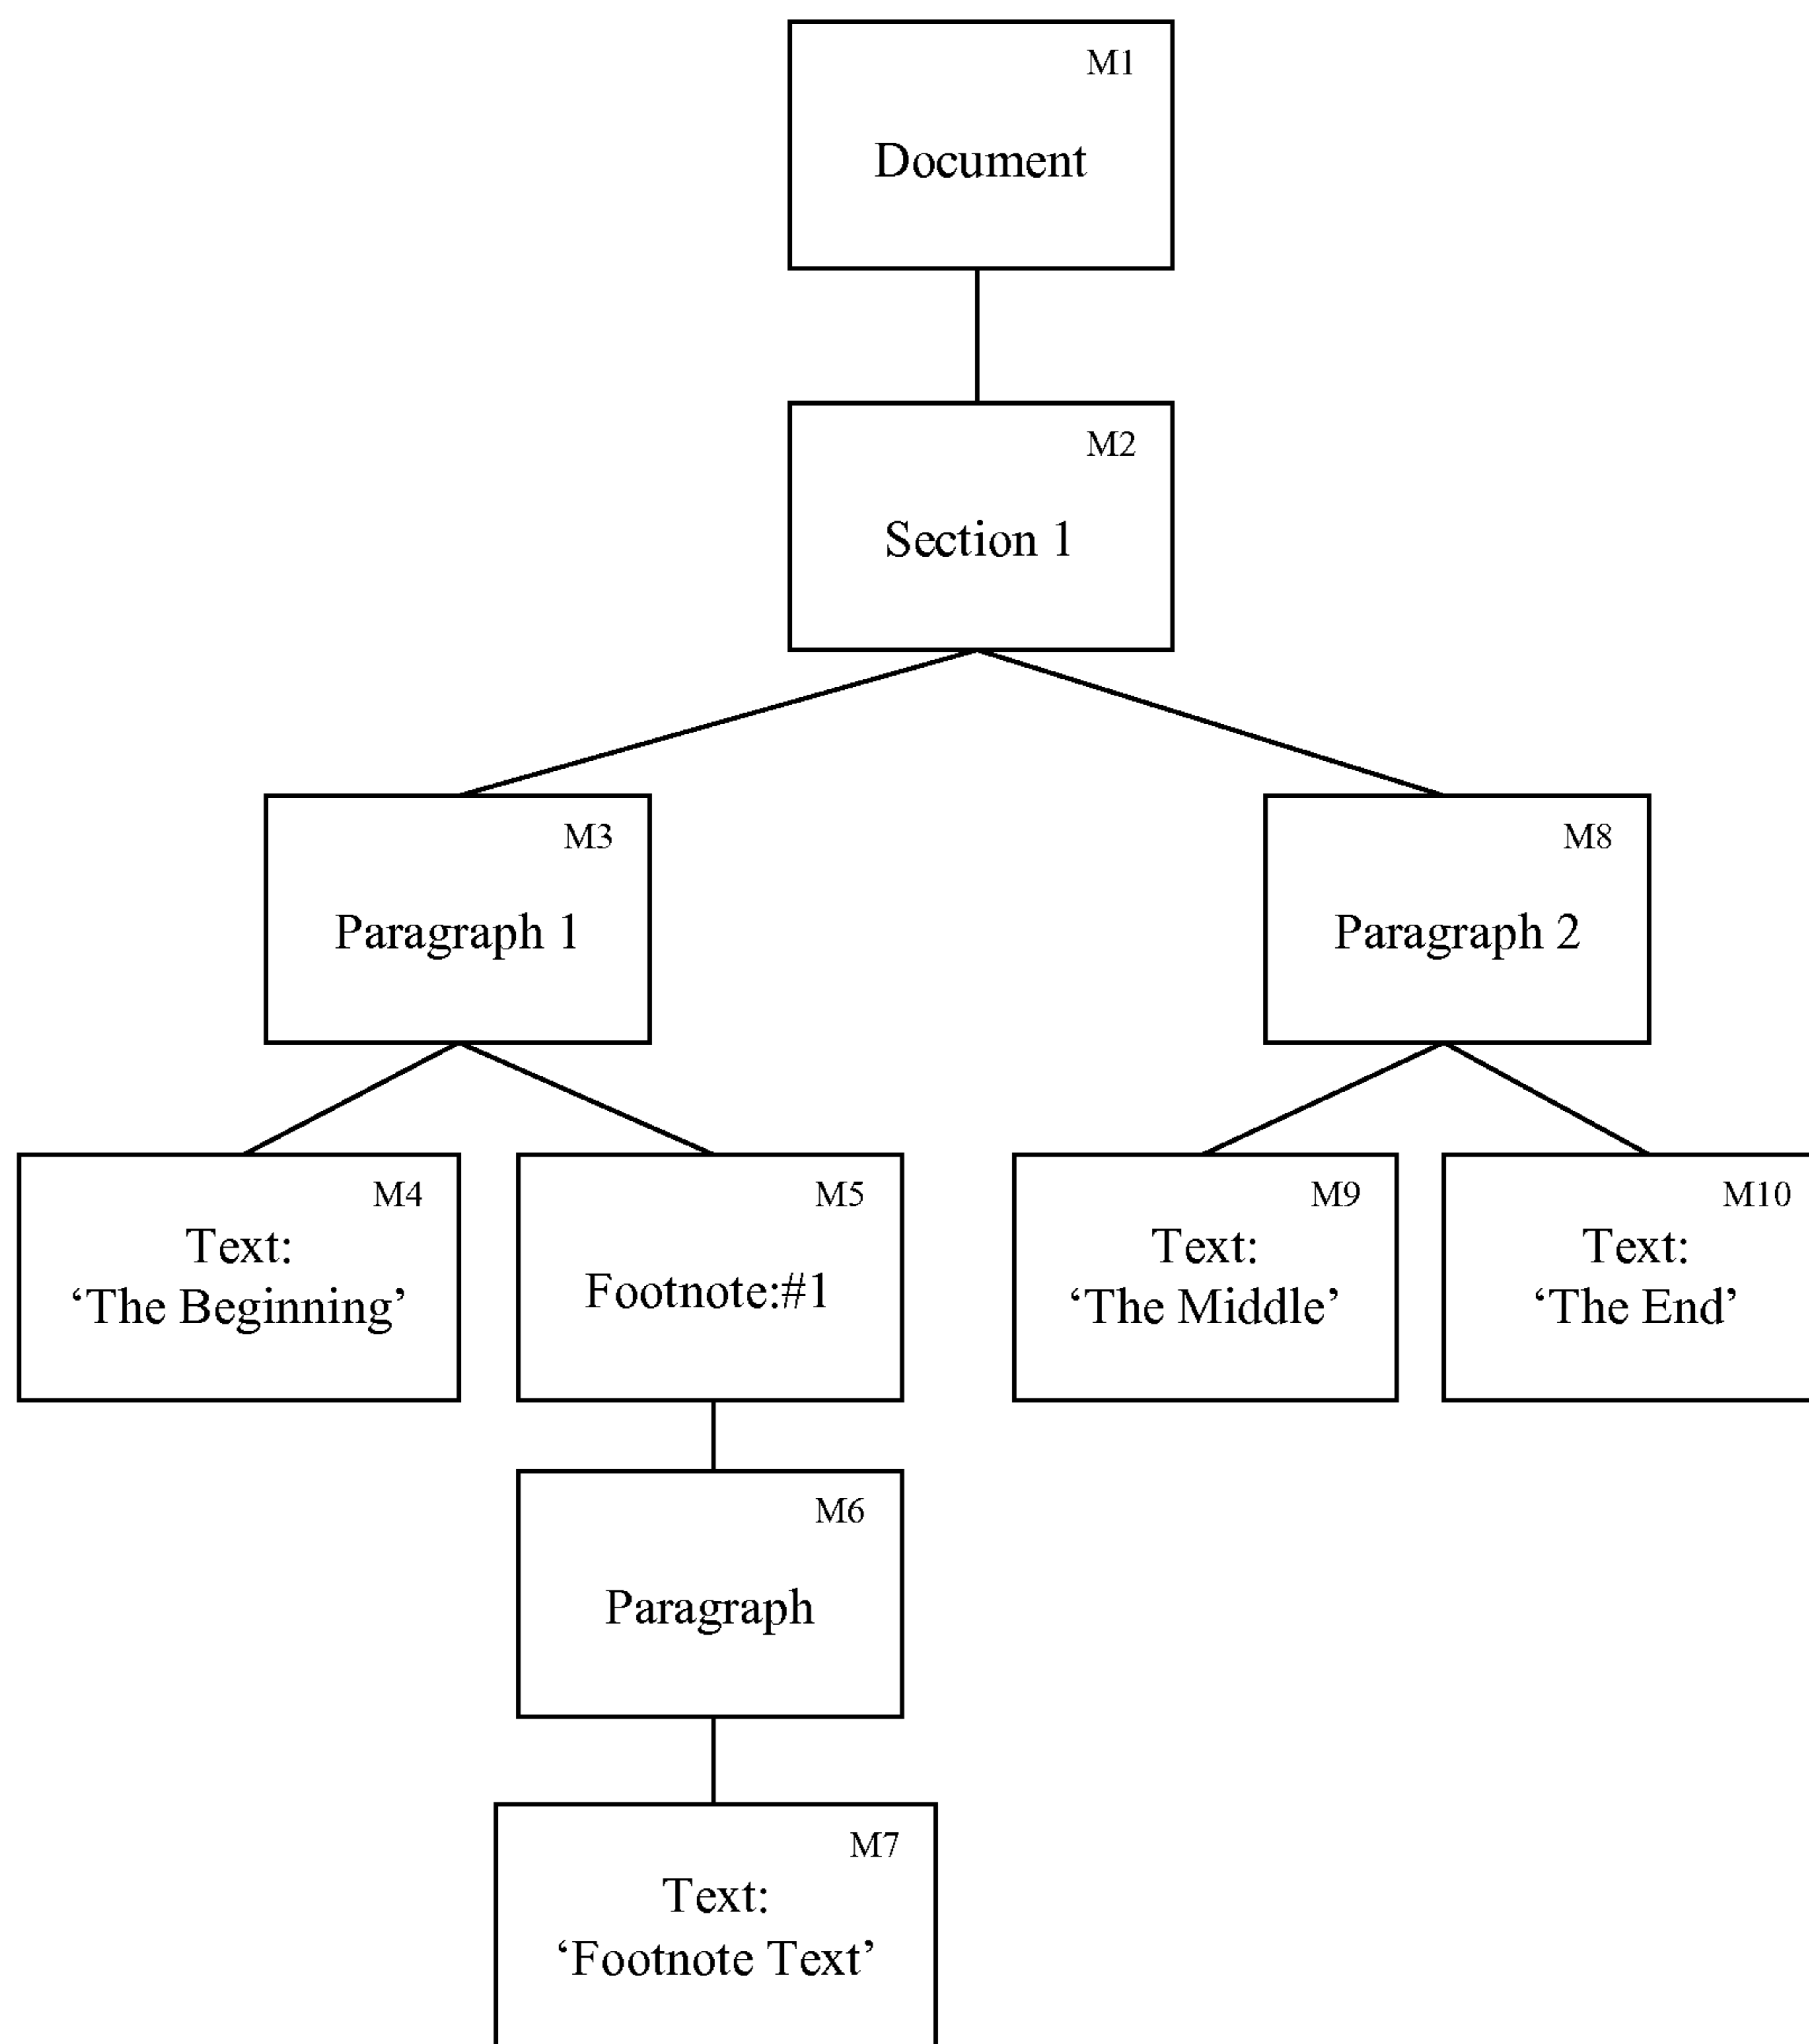 M1
Document
M2
Section 1
M3
Paragraph 1
M8
Paragraph 2
M4
Text:
‘The Beginning’
M5
Footnote:#1
M9
Text:
‘The Middle’
M10
Text:
‘The End’
M6
Paragraph
M7
Text:
‘Footnote Text’